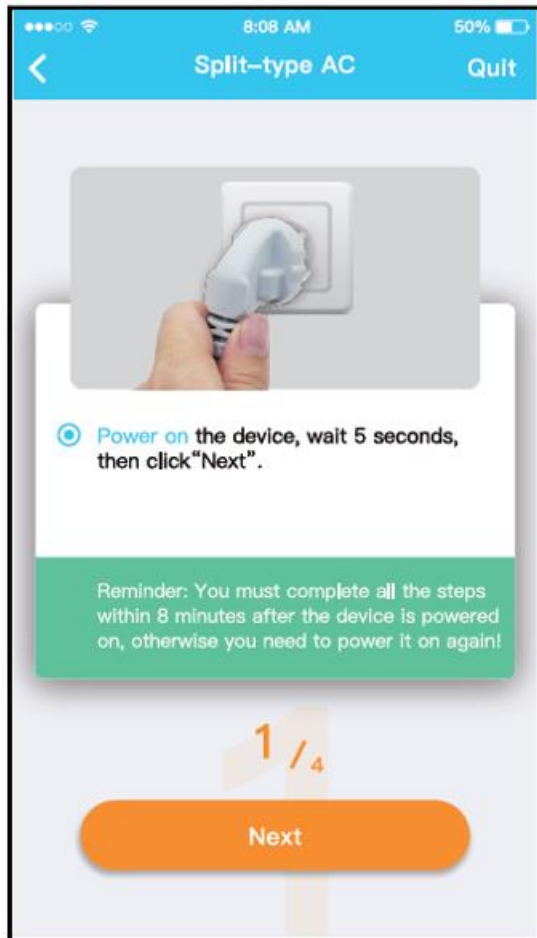 8:08 AM
50%
Split-type AC
Quit
Power on the device, wait 5 seconds,
then click“Next”.
Reminder: You must complete all the steps
within 8 minutes after the device is powered
on, otherwise you need to power it on again!
1
1 / 4
Next